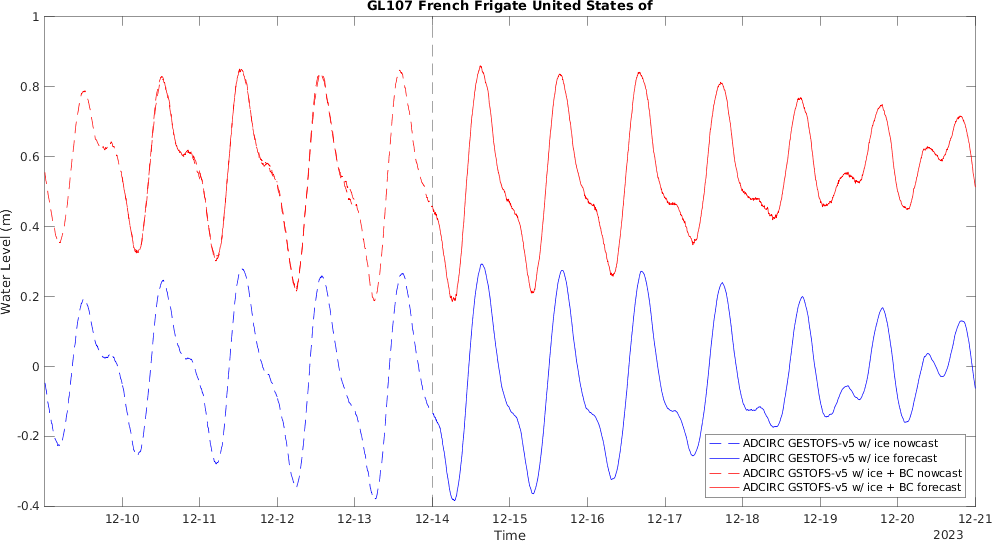 GL107 French Frigate United States of
1
0.8
0.6
0.4
0.2
0
-0.2
-0.4
Water Level (m)
ADCIRC GESTOFS-v5 w/ ice nowcast
ADCIRC GESTOFS-v5 w/ ice forecast
ADCIRC GSTOFS-v5 w/ ice + BC nowcast
ADCIRC GSTOFS-v5 w/ ice + BC forecast
12-10 12-11 12-12 12-13 12-14 12-15 12-16 12-17 12-18 12-19 12-20 12-21
Time
2023